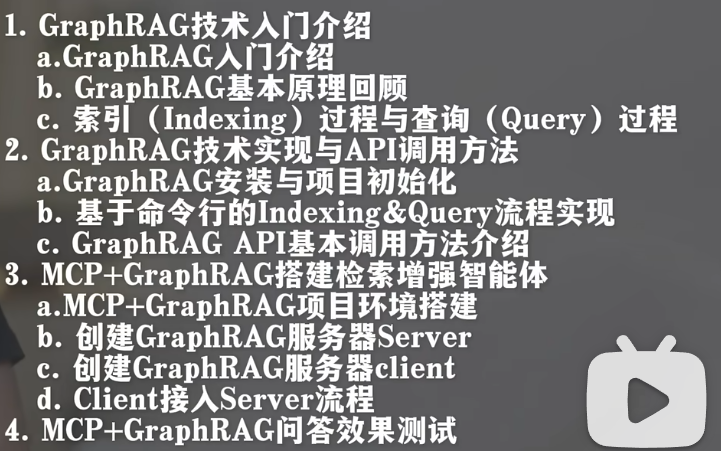 1. GraphRAG技术入门介绍
a.GraphRAG入门介绍
b. GraphRAG基本原理回顾
c. 索引（Indexing）过程与查询（Query）过程
2. GraphRAG技术实现与API调用方法
a.GraphRAG安装与项目初始化
b. 基于命令行的Indexing&Query流程实现
c. GraphRAG API基本调用方法介绍
3. MCP+GraphRAG搭建检索增强智能体
a.MCP+GraphRAG项目环境搭建
b. 创建GraphRAG服务器Server
c. 创建GraphRAG服务器client
d. Client接入Server流程
4. MCP+GraphRAG问答效果测试